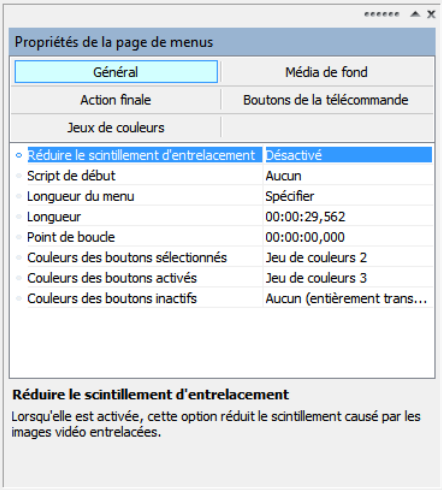 Propriétés de la page de menus
Général Média de fond
Action finale Boutons de la télécommande
Jeux de couleurs
Réduire le scintillement d'entrelacement Désactivé
Script de début Aucun
Longueur du menu Spécifier
Longueur 00:00:29,562
Point de boucle 00:00:00,000
Couleurs des boutons sélectionnés Jeu de couleurs 2
Couleurs des boutons activés Jeu de couleurs 3
Couleurs des boutons inactifs Aucun (entièrement trans...
Réduire le scintillement d'entrelacement
Lorsqu'elle est activée, cette option réduit le scintillement causé par les
images vidéo entrelacées.